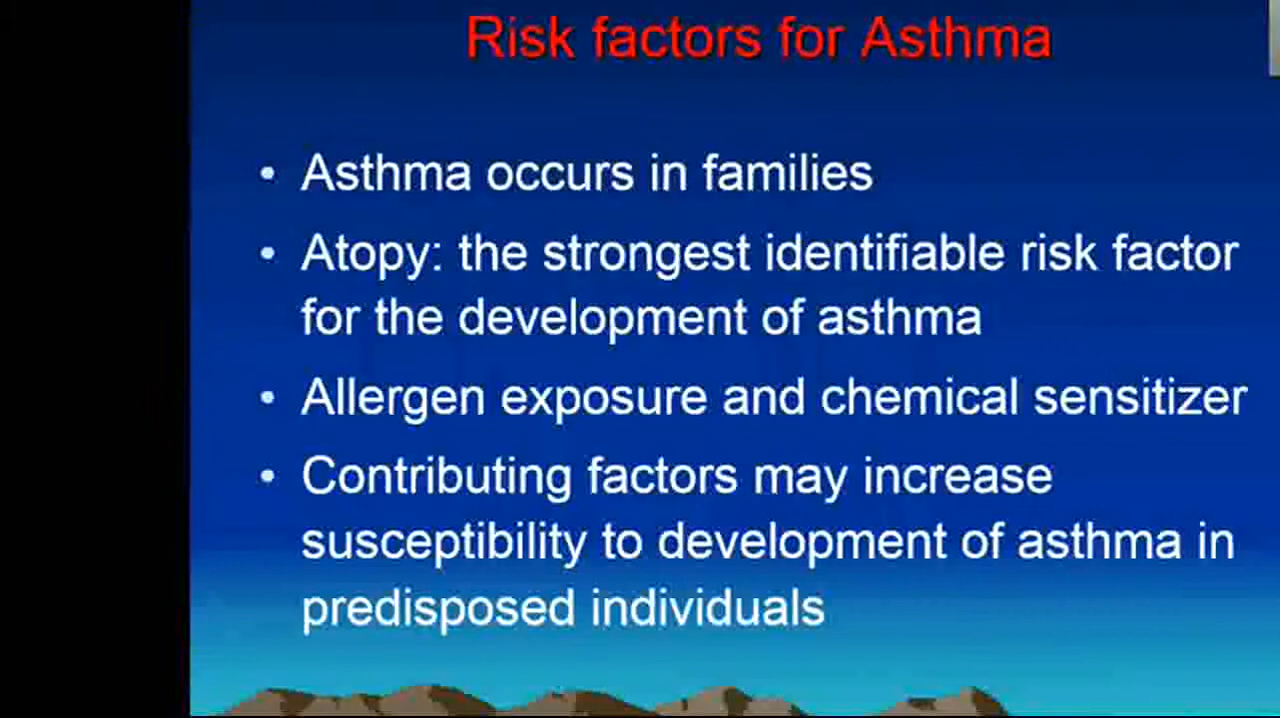 Risk factors for Asthma
• Asthma occurs in families
• Atopy: the strongest identifiable risk factor
for the development of asthma
• Allergen exposure and chemical sensitizer
• Contributing factors may increase
susceptibility to development of asthma in
predisposed individuals